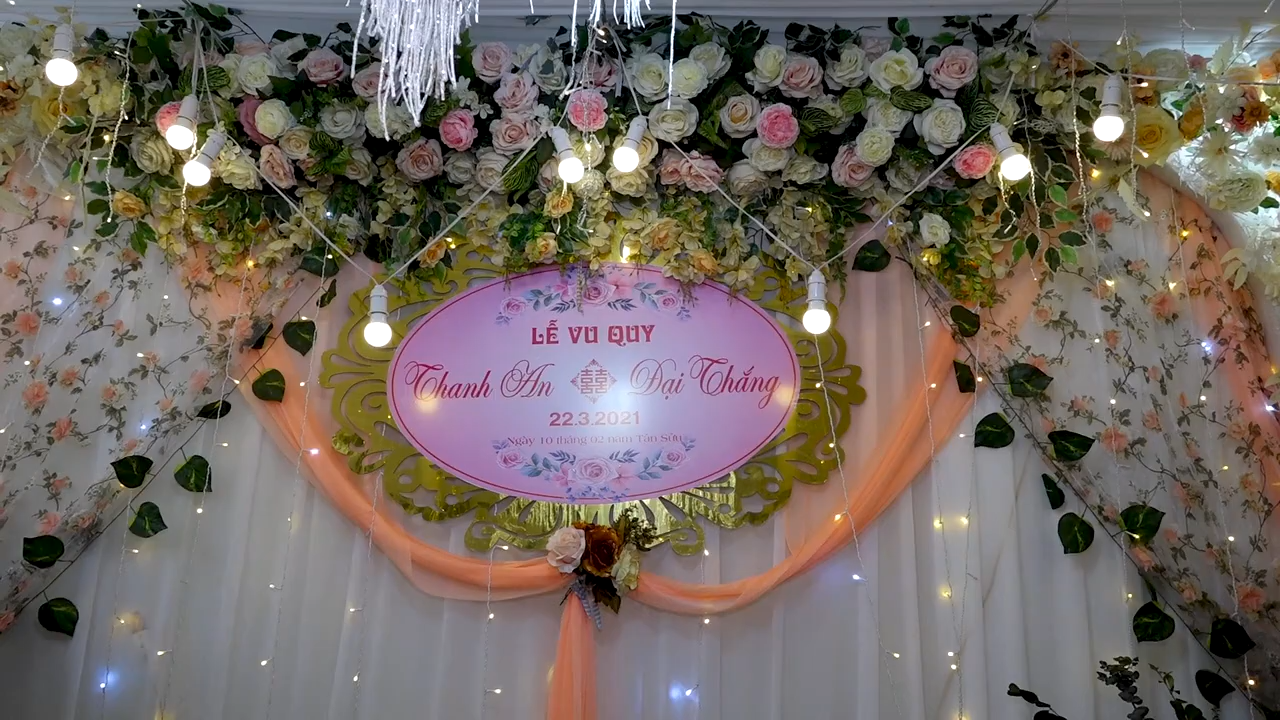 LỄ VU QUY
Thanh An 囍 Đại Thắng
22.3.2021
Ngày 10 tháng 02 năm Tân Sửu